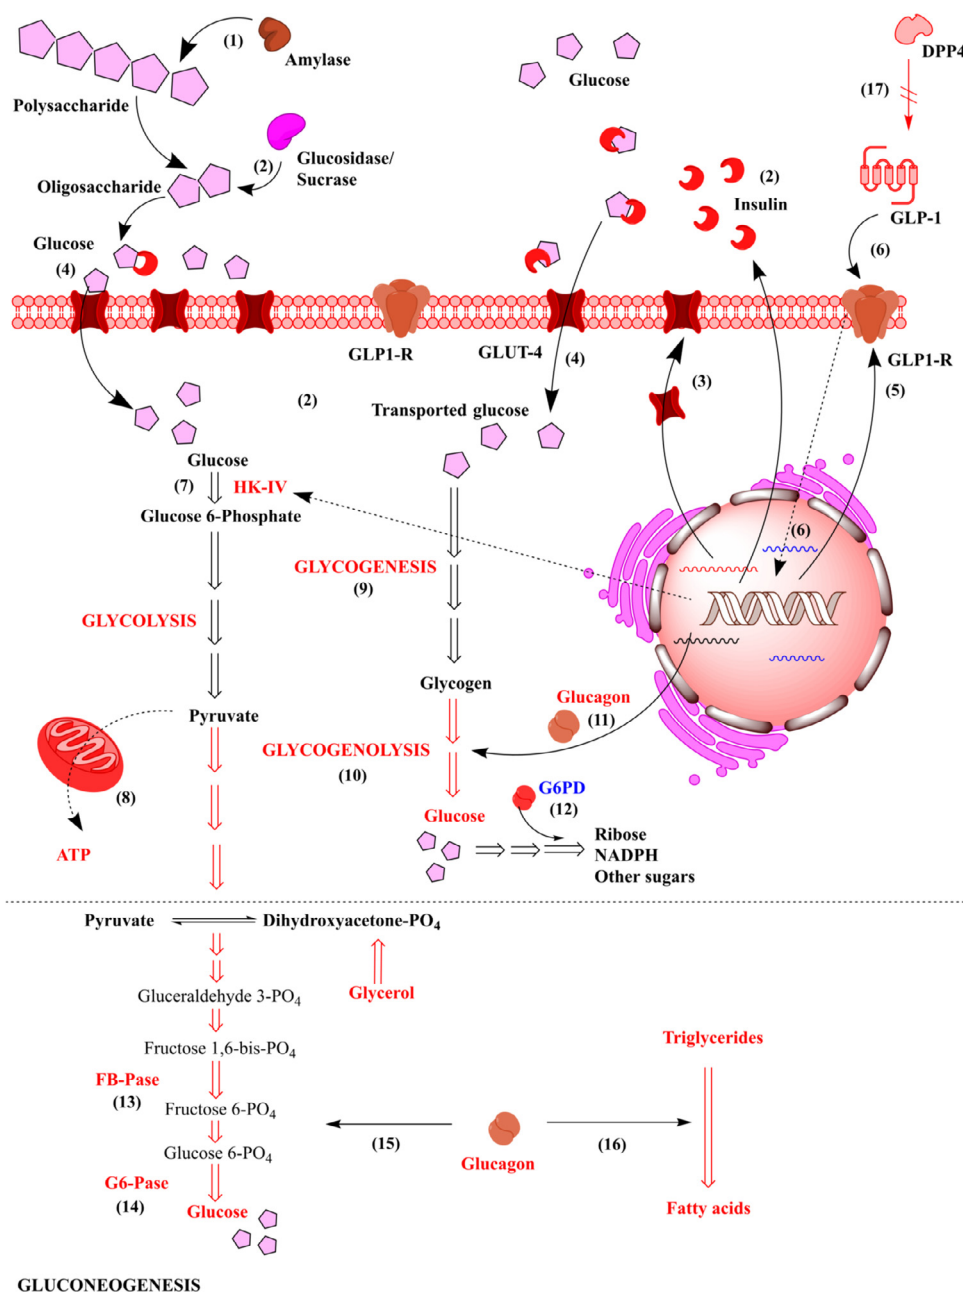 (1)
Amylase
Polysaccharide
(2)
Glucosidase/
Sucrase
Oligosaccharide
Glucose
(4)
Glucose
(2)
Insulin
DPP4
(17)
GLP-1
(6)
GLP1-R
GLUT-4
(4)
(3)
GLP1-R
(5)
(2)
Transported glucose
Glucose
(7)
HK-IV
Glucose 6-Phosphate
(6)
GLYCOGENESIS
(9)
GLYCOLYSIS
Glycogen
Glucagon
(11)
Pyruvate
GLYCOGENOLYSIS
(10)
(8)
ATP
Glucose
G6PD
(12)
Ribose
NADPH
Other sugars
Pyruvate
Dihydroxyacetone-PO4
Gluceraldehyde 3-PO4
Glycerol
Fructose 1,6-bis-PO4
Triglycerides
FB-Pase
(13)
Fructose 6-PO4
(15)
(16)
Glucose 6-PO4
Glucagon
G6-Pase
(14)
Glucose
Fatty acids
GLUCONEOGENESIS